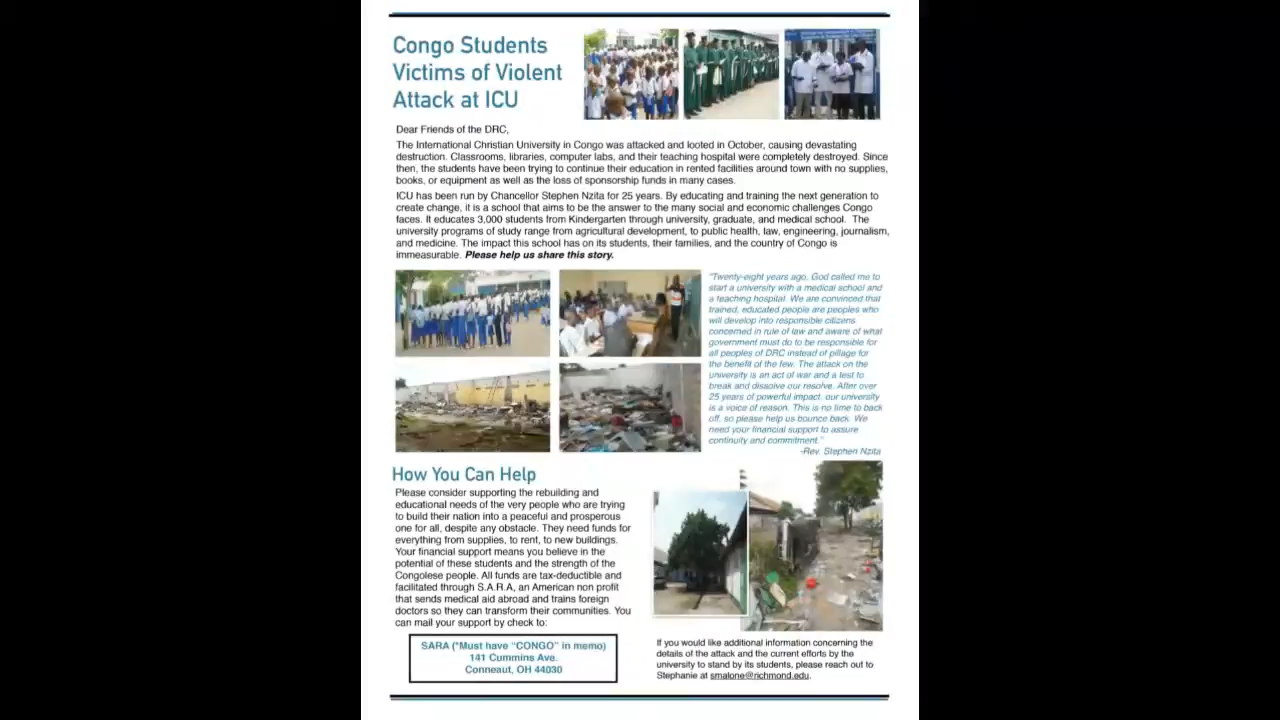 Congo Students
Victims of Violent
Attack at ICU
Dear Friends of the DRC,
The International Christian University in Congo was attacked and looted in October, causing devastating
destruction. Classrooms, libraries, computer labs, and their teaching hospital were completely destroyed. Since
then, the students have been trying to continue their education in rented facilities around town with no supplies,
books, or equipment as well as the loss of sponsorship funds in many cases.
ICU has been run by Chancellor Stephen Nzita for 25 years. By educating and training the next generation to
create change, it is a school that aims to be the answer to the many social and economic challenges Congo
faces. It educates 3,000 students from Kindergarten through university, graduate, and medical school. The
university programs of study range from agricultural development, to public health, law, engineering, journalism,
and medicine. The impact this school has on its students, their families, and the country of Congo is
immeasurable. Please help us share this story.
"Twenty-eight years ago, God called me to
start a university with a medical school and
a teaching hospital. We are convinced that
trained, educated people are peoples who
will develop into responsible citizens
concerned in rule of law and aware of what
government must do to be responsible for
all peoples of DRC instead of pillage for
the benefit of the few. The attack on the
university is an act of war and a test to
break and dissolve our resolve. After over
25 years of powerful impact, our university
is a voice of reason. This is no time to back
off, so please help us bounce back. We
need your financial support to assure
continuity and commitment."
-Rev. Stephen Nzita
How You Can Help
Please consider supporting the rebuilding and
educational needs of the very people who are trying
to build their nation into a peaceful and prosperous
one for all, despite any obstacle. They need funds for
everything from supplies, to rent, to new buildings.
Your financial support means you believe in the
potential of these students and the strength of the
Congolese people. All funds are tax-deductible and
facilitated through S.A.R.A, an American non profit
that sends medical aid abroad and trains foreign
doctors so they can transform their communities. You
can mail your support by check to:
SARA (*Must have "CONGO" in memo)
141 Cummins Ave.
Conneaut, OH 44030
If you would like additional information concerning the
details of the attack and the current efforts by the
university to stand by its students, please reach out to
Stephanie at smalone@richmond.edu.